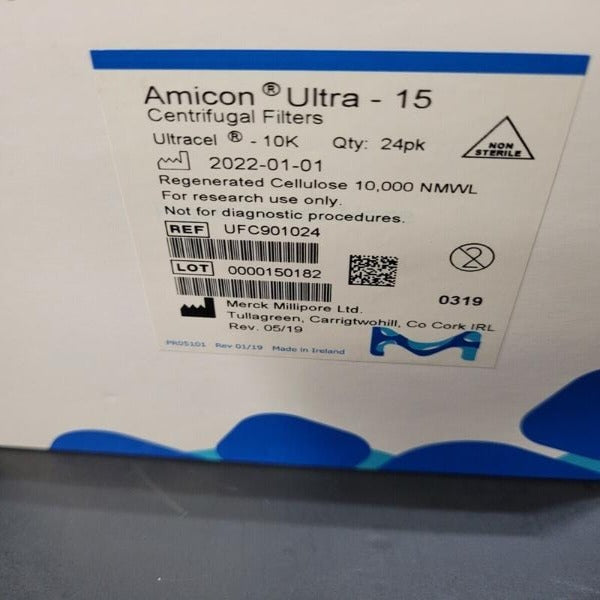 Amicon ® Ultra - 15
Centrifugal Filters
Ultracel ® - 10K Qty: 24pk
NON
STERILE
2022-01-01
Regenerated Cellulose 10,000 NMWL
For research use only.
Not for diagnostic procedures.
REF UFC901024
LOT 0000150182
2
0319
Merck Millipore Ltd.
Tullagreen, Carrigtwohill, Co Cork IRL
Rev. 05/19
PR05101 Rev 01/19 Made in Ireland
M